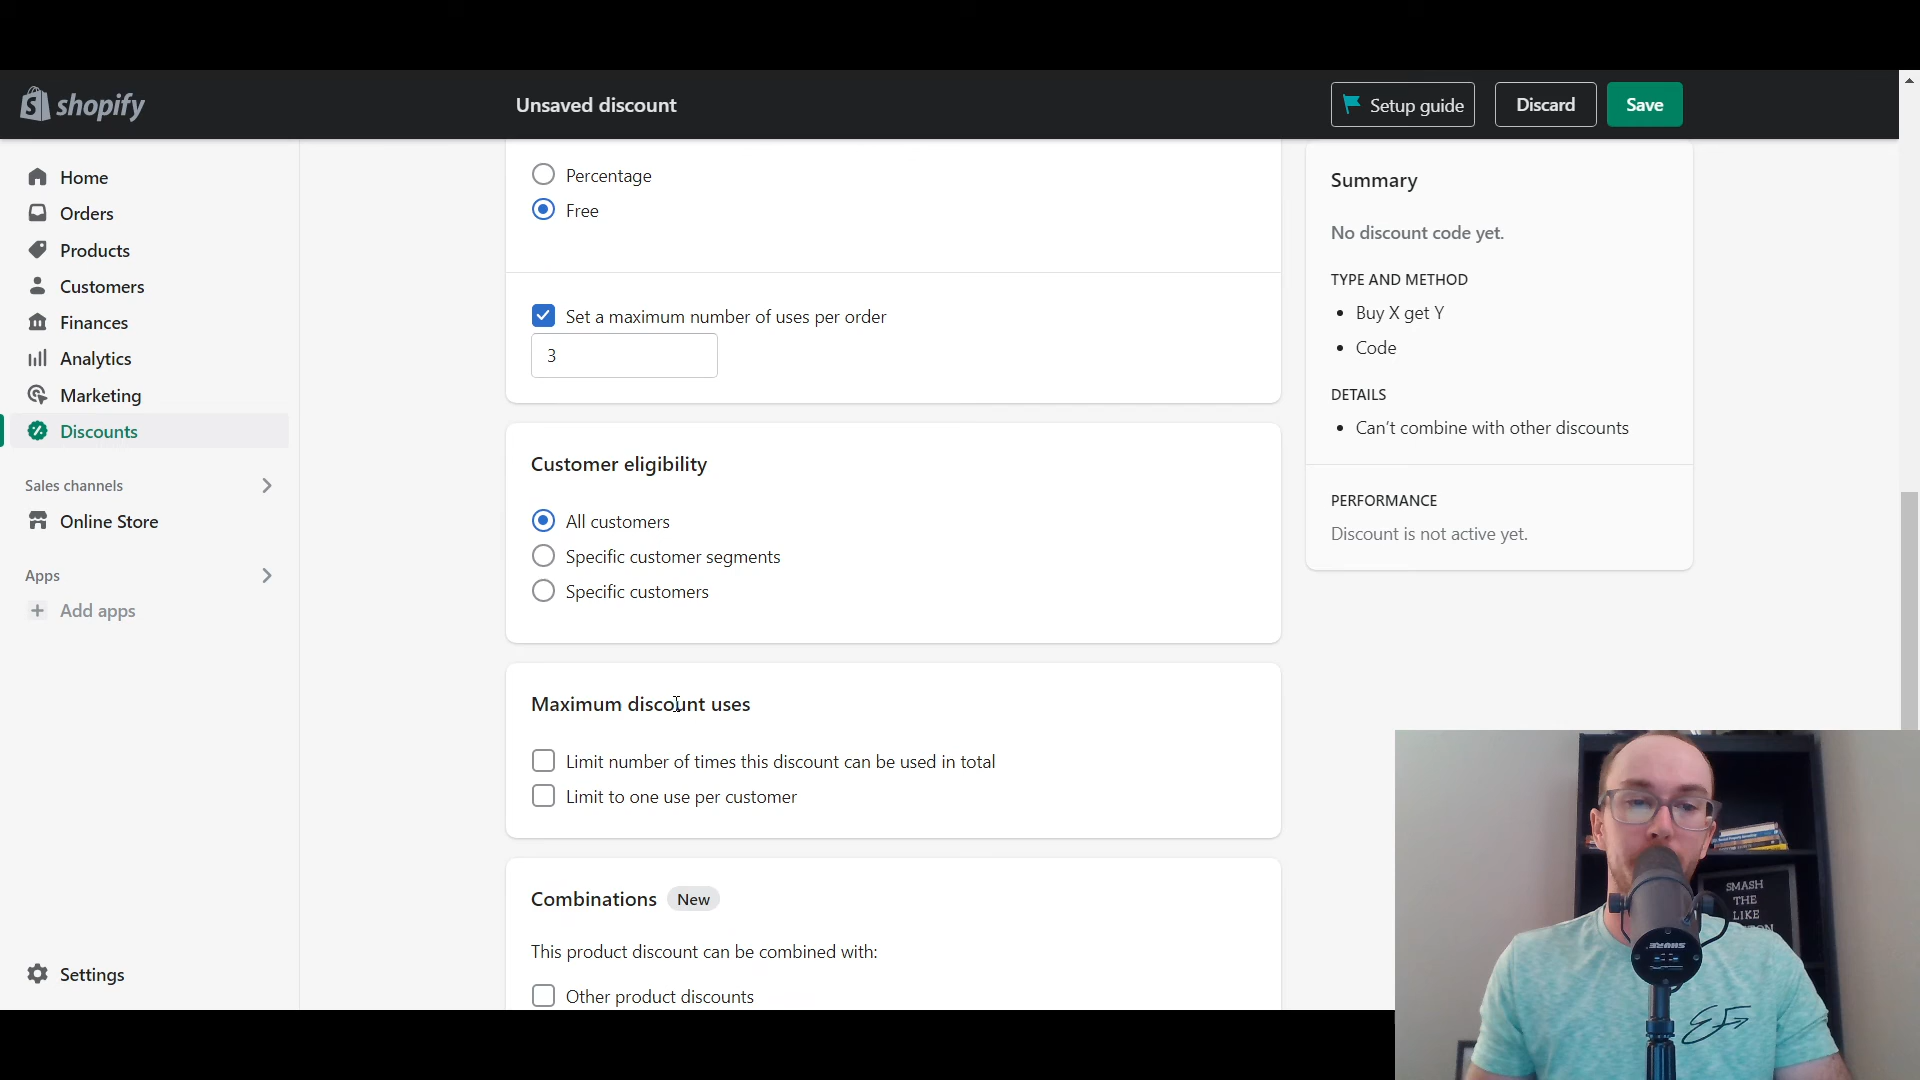 shopify
Unsaved discount
Setup guide
Discard
Save
Home
Orders
Products
Customers
Finances
Analytics
Marketing
Discounts
Sales channels
Online Store
Apps
Add apps
Settings
Percentage
Free
Set a maximum number of uses per order
3
Customer eligibility
All customers
Specific customer segments
Specific customers
Maximum discount uses
Limit number of times this discount can be used in total
Limit to one use per customer
Combinations New
This product discount can be combined with:
Other product discounts
Summary
No discount code yet.
TYPE AND METHOD
• Buy X get Y
• Code
DETAILS
• Can't combine with other discounts
PERFORMANCE
Discount is not active yet.
SMASH
THE
LIKE
SHURE